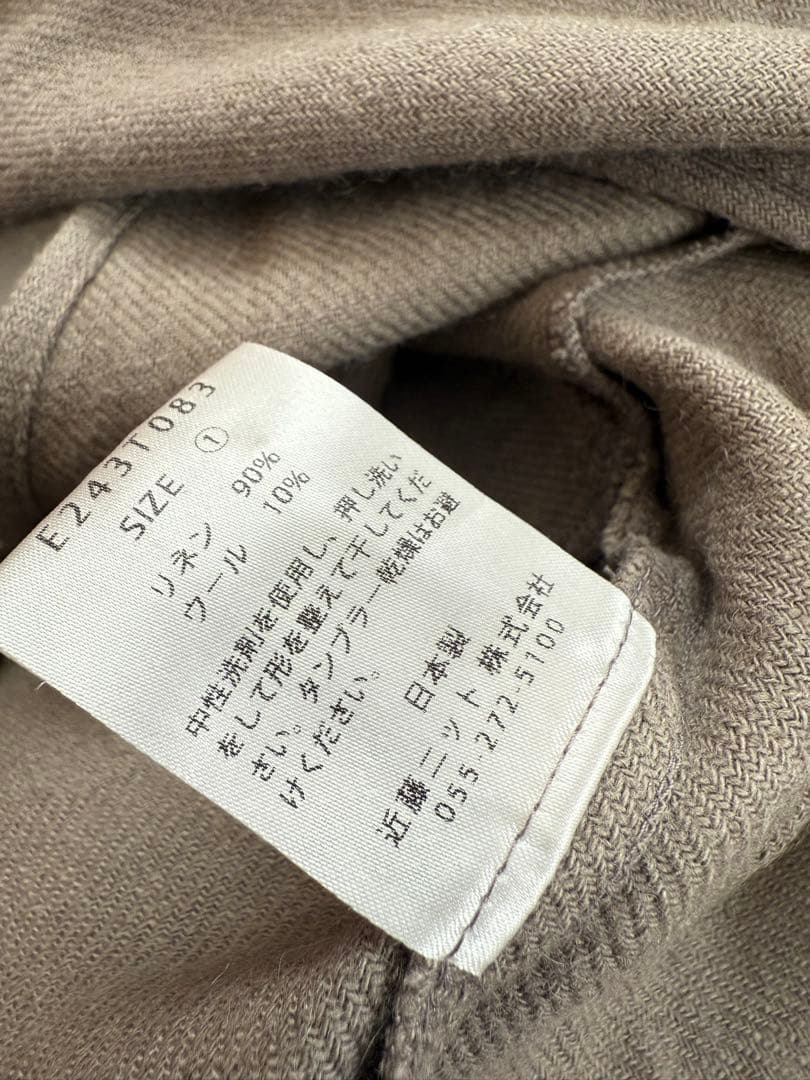 E243T083
SIZE ①
リネン 90%
ウール 10%
中性洗剤を使用し、押し洗い
をして形を整えて干してくだ
さい。タンブラー乾燥はお避
けください。
日本製
近藤ニット株式会社
055-272-5100